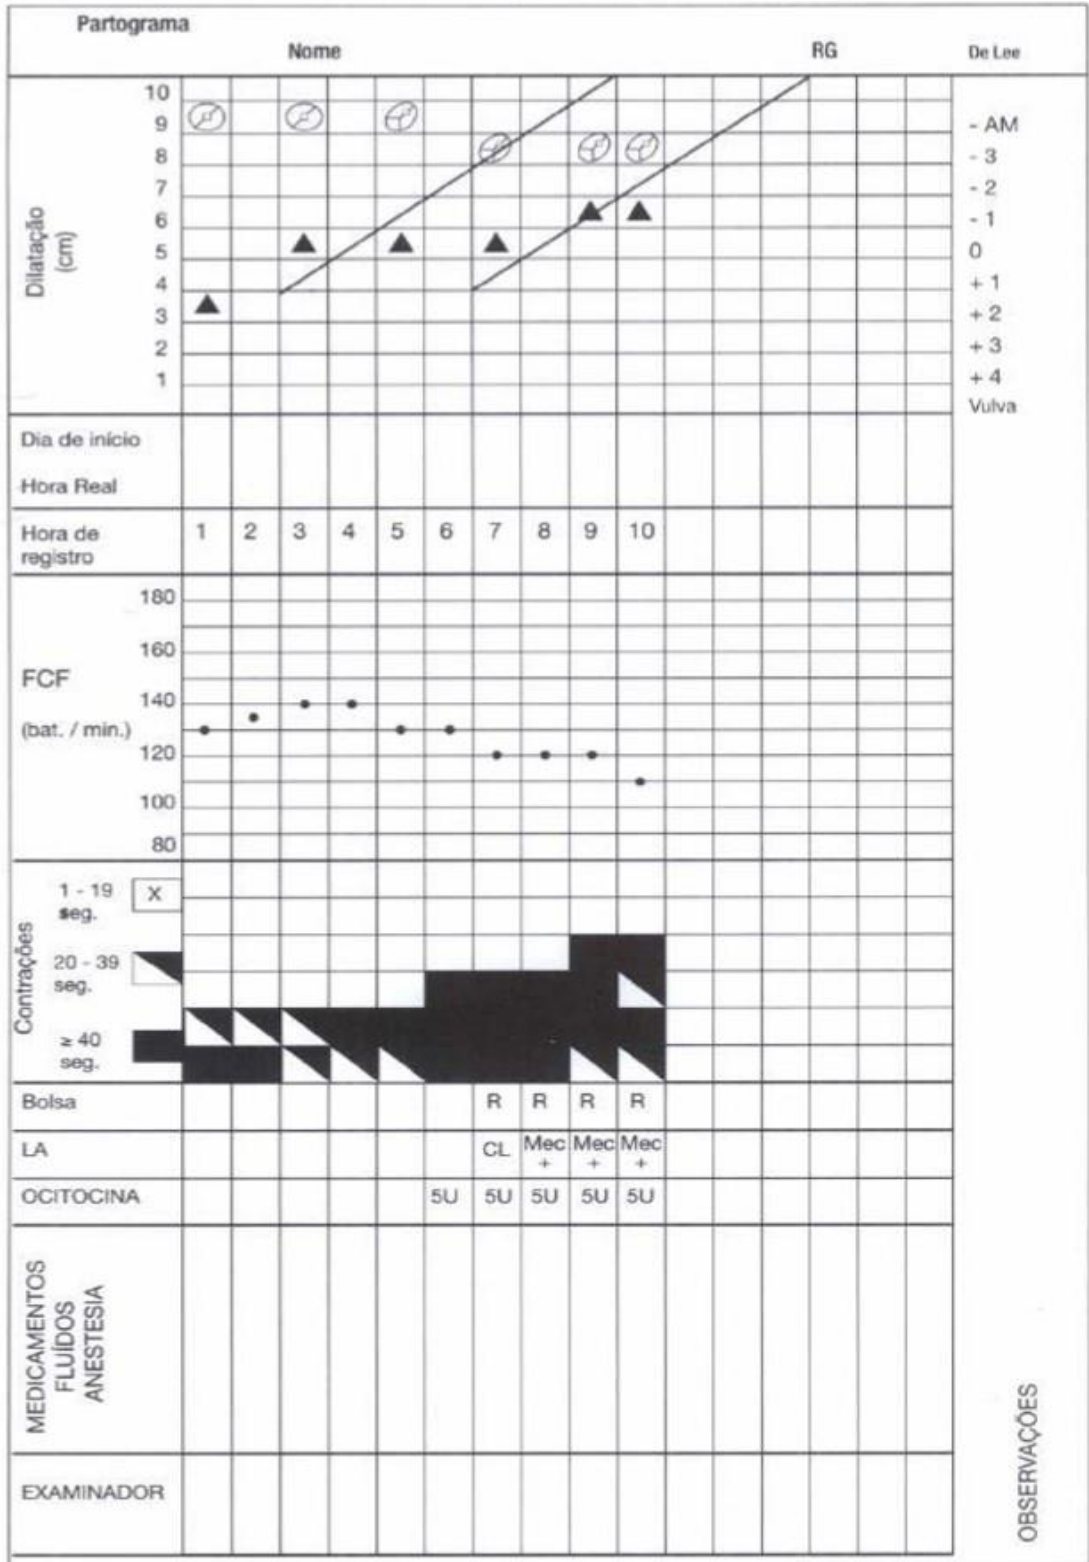 Partograma
Nome RG De Lee
10
9 - AM
8 - 3
7 - 2
6 - 1
5 0
4 + 1
3 + 2
2 + 3
1 + 4
Vulva
Dilatação
(cm)
Dia de início
Hora Real
Hora de
registro
1 2 3 4 5 6 7 8 9 10
180
160
FCF
140
(bat. / min.)
120
100
80
Contrações
1 - 19
seg.
X
20 - 39
seg.
≥ 40
seg.
Bolsa R R R R
LA CL Mec + Mec + Mec +
OCITOCINA 5U 5U 5U 5U 5U
MEDICAMENTOS
FLUÍDOS
ANESTESIA
EXAMINADOR
OBSERVAÇÕES